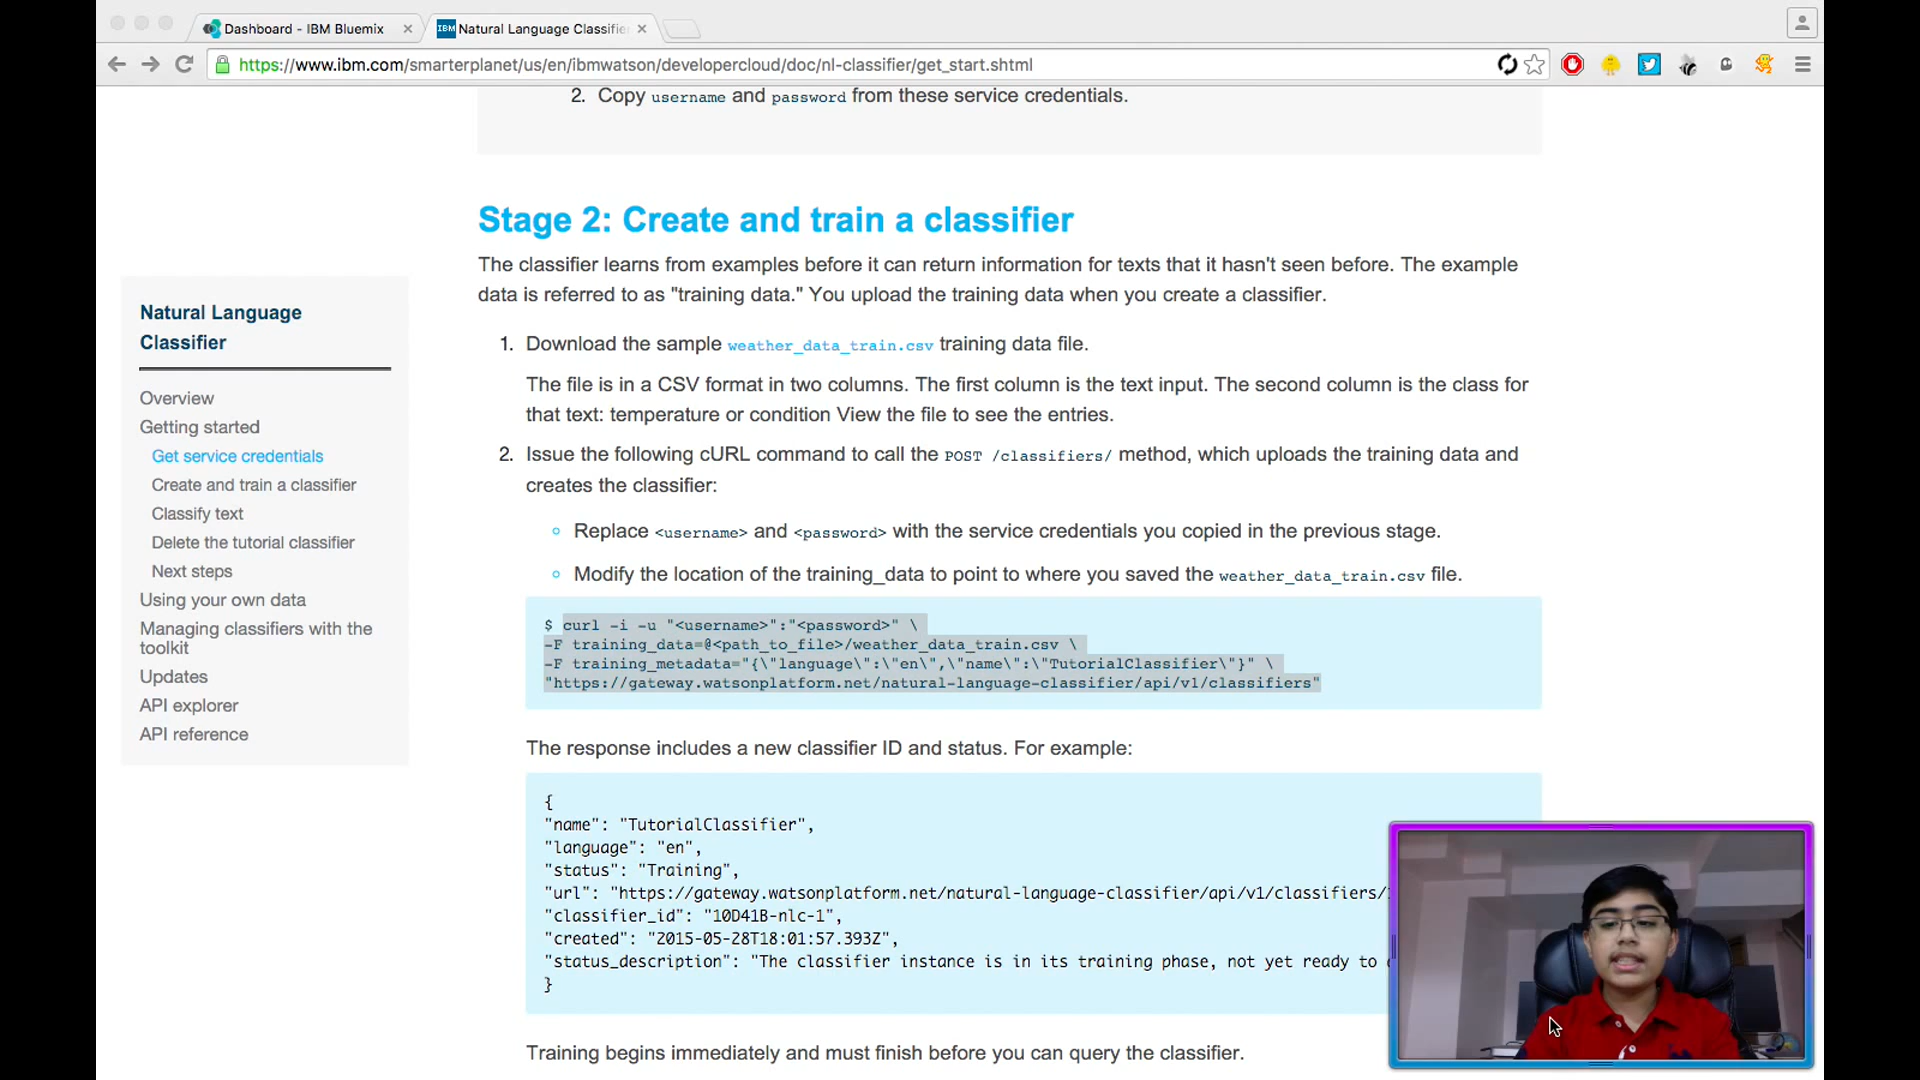 Dashboard - IBM Bluemix
IBM Natural Language Classifie
https://www.ibm.com/smarterplanet/us/en/ibmwatson/developercloud/doc/nl-classifier/get_start.shtml
2. Copy username and password from these service credentials.
Stage 2: Create and train a classifier
The classifier learns from examples before it can return information for texts that it hasn't seen before. The example
data is referred to as "training data." You upload the training data when you create a classifier.
Natural Language
Classifier
Overview
Getting started
Get service credentials
Create and train a classifier
Classify text
Delete the tutorial classifier
Next steps
Using your own data
Managing classifiers with the
toolkit
Updates
API explorer
API reference
1. Download the sample weather_data_train.csv training data file.
The file is in a CSV format in two columns. The first column is the text input. The second column is the class for
that text: temperature or condition View the file to see the entries.
2. Issue the following cURL command to call the POST /classifiers/ method, which uploads the training data and
creates the classifier:
Replace <username> and <password> with the service credentials you copied in the previous stage.
Modify the location of the training_data to point to where you saved the weather_data_train.csv file.
$ curl -i -u "<username>":"<password>" \
-F training_data=@<path_to_file>/weather_data_train.csv \
-F training_metadata="{\"language\":\"en\",\"name\":\"TutorialClassifier\"}" \
"https://gateway.watsonplatform.net/natural-language-classifier/api/v1/classifiers"
The response includes a new classifier ID and status. For example:
{
"name": "TutorialClassifier",
"language": "en",
"status": "Training",
"url": "https://gateway.watsonplatform.net/natural-language-classifier/api/v1/classifiers/
"classifier_id": "10D41B-nlc-1",
"created": "2015-05-28T18:01:57.393Z",
"status_description": "The classifier instance is in its training phase, not yet ready to
}
Training begins immediately and must finish before you can query the classifier.